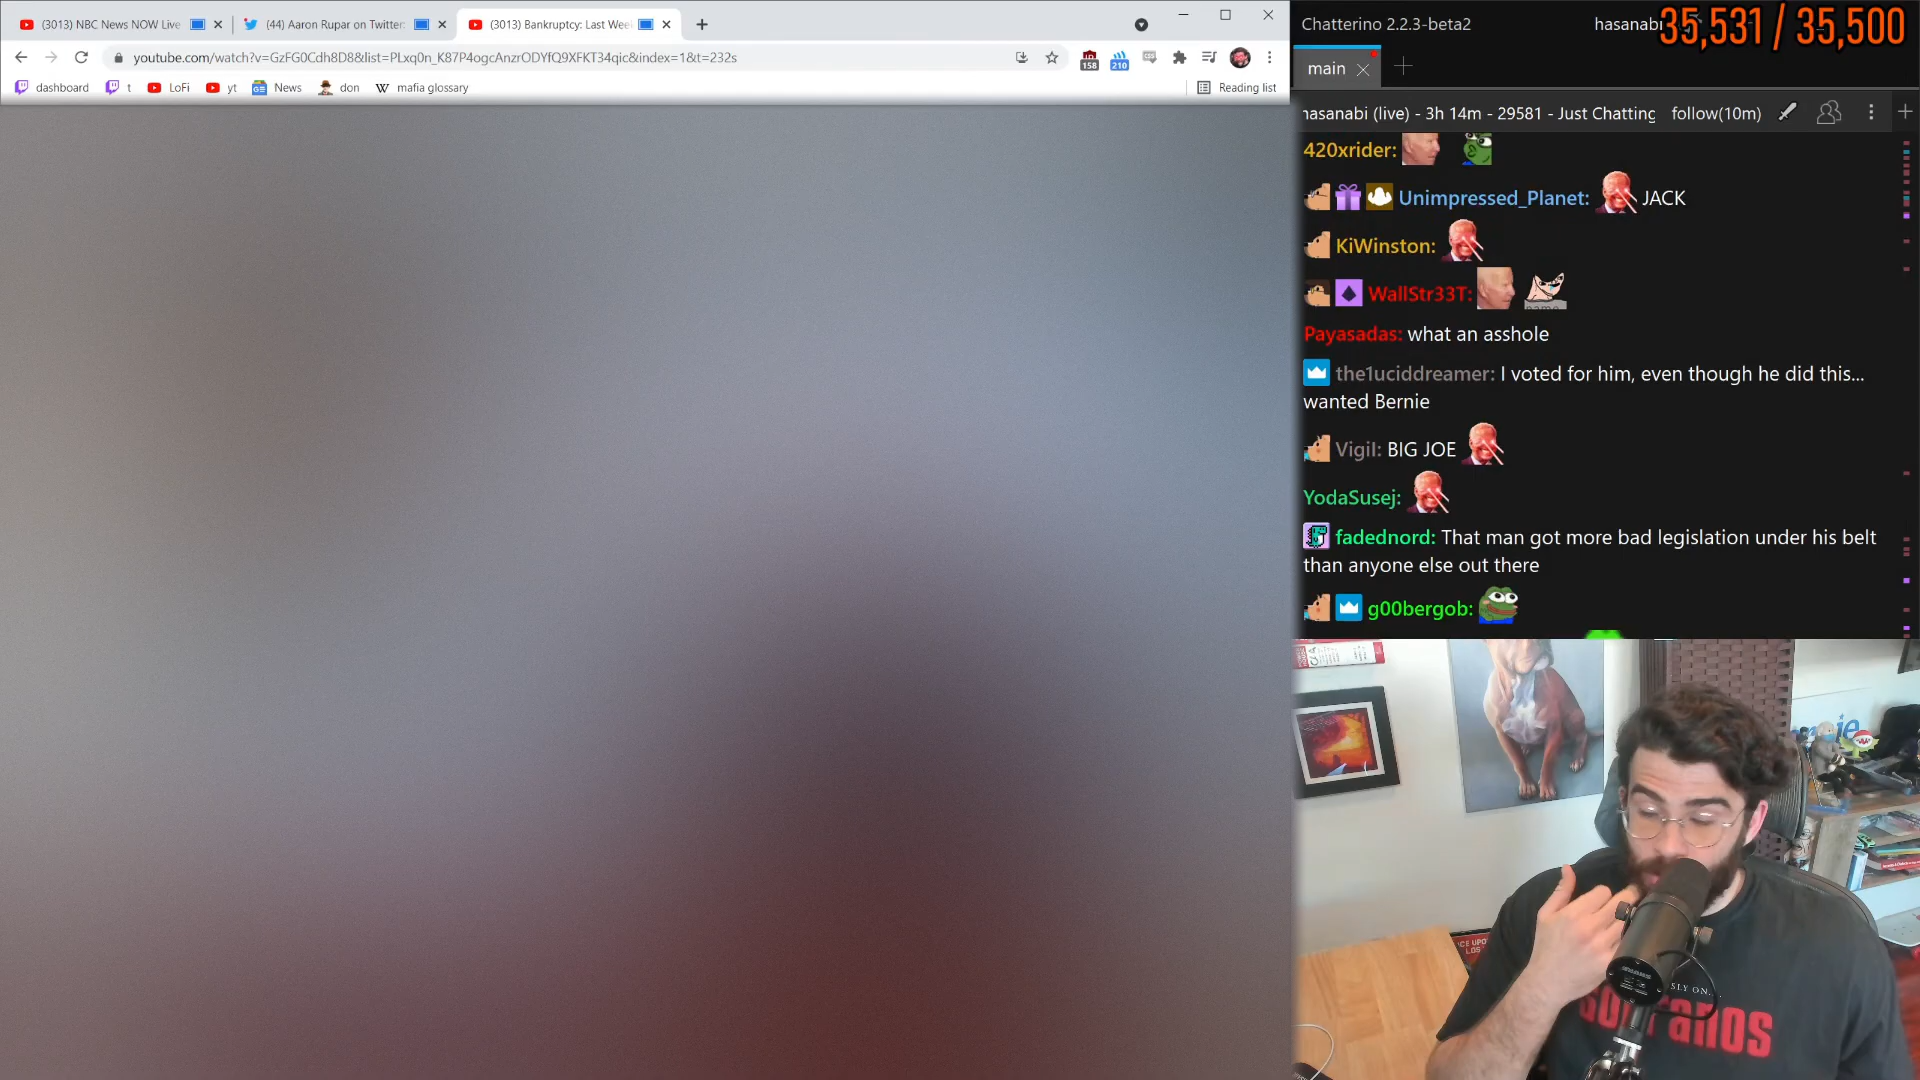 (3013) NBC News NOW Live
(44) Aaron Rupar on Twitter:
(3013) Bankruptcy: Last Wee
youtube.com/watch?v=GzFG0Cdh8D8&list=PLxq0n_K87P4ogcAnzrODYfQ9XFKT34qic&index=1&t=232s
158
210
dashboard
t
LoFi
yt
News
don
mafia glossary
Reading list
Chatterino 2.2.3-beta2
hasanabi
35,531 / 35,500
main
hasanabi (live) - 3h 14m - 29581 - Just Chatting
follow(10m)
420xrider:
Unimpressed_Planet: JACK
KiWinston:
WallStr33T:
Payasadas: what an asshole
the1uciddreamer: I voted for him, even though he did this...
wanted Bernie
Vigil: BIG JOE
YodaSusej:
fadednord: That man got more bad legislation under his belt
than anyone else out there
g00bergob:
SLY ON...